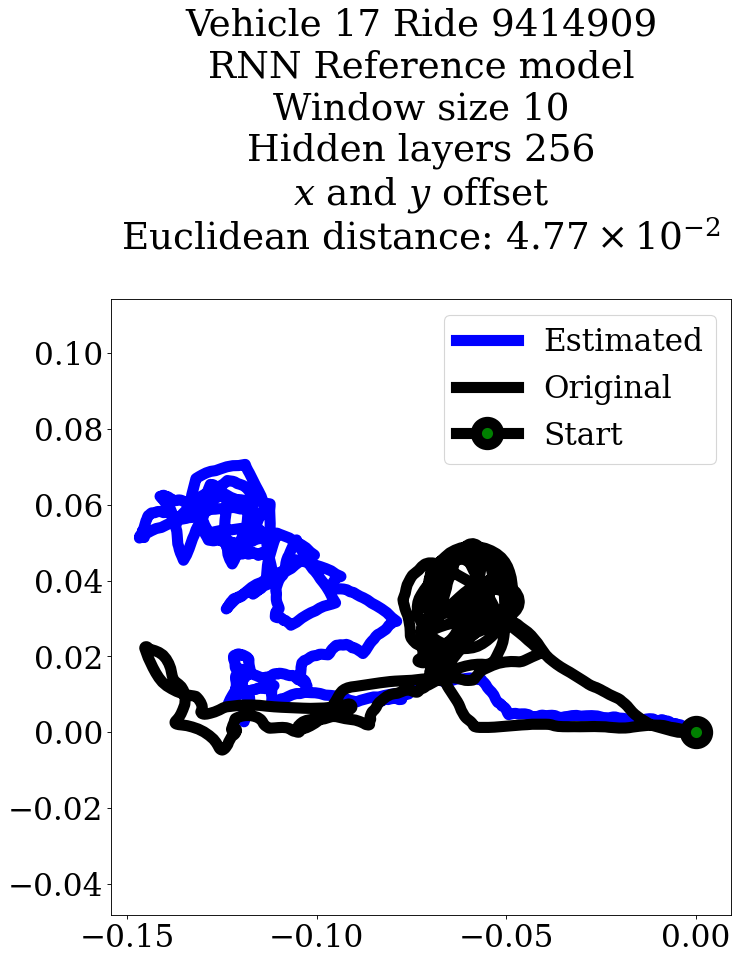 Vehicle 17 Ride 9414909
RNN Reference model
Window size 10
Hidden layers 256
x and y offset
Euclidean distance: 4.77 × 10⁻²
Estimated
Original
Start
0.10
0.08
0.06
0.04
0.02
0.00
−0.02
−0.04
−0.15 −0.10 −0.05 0.00